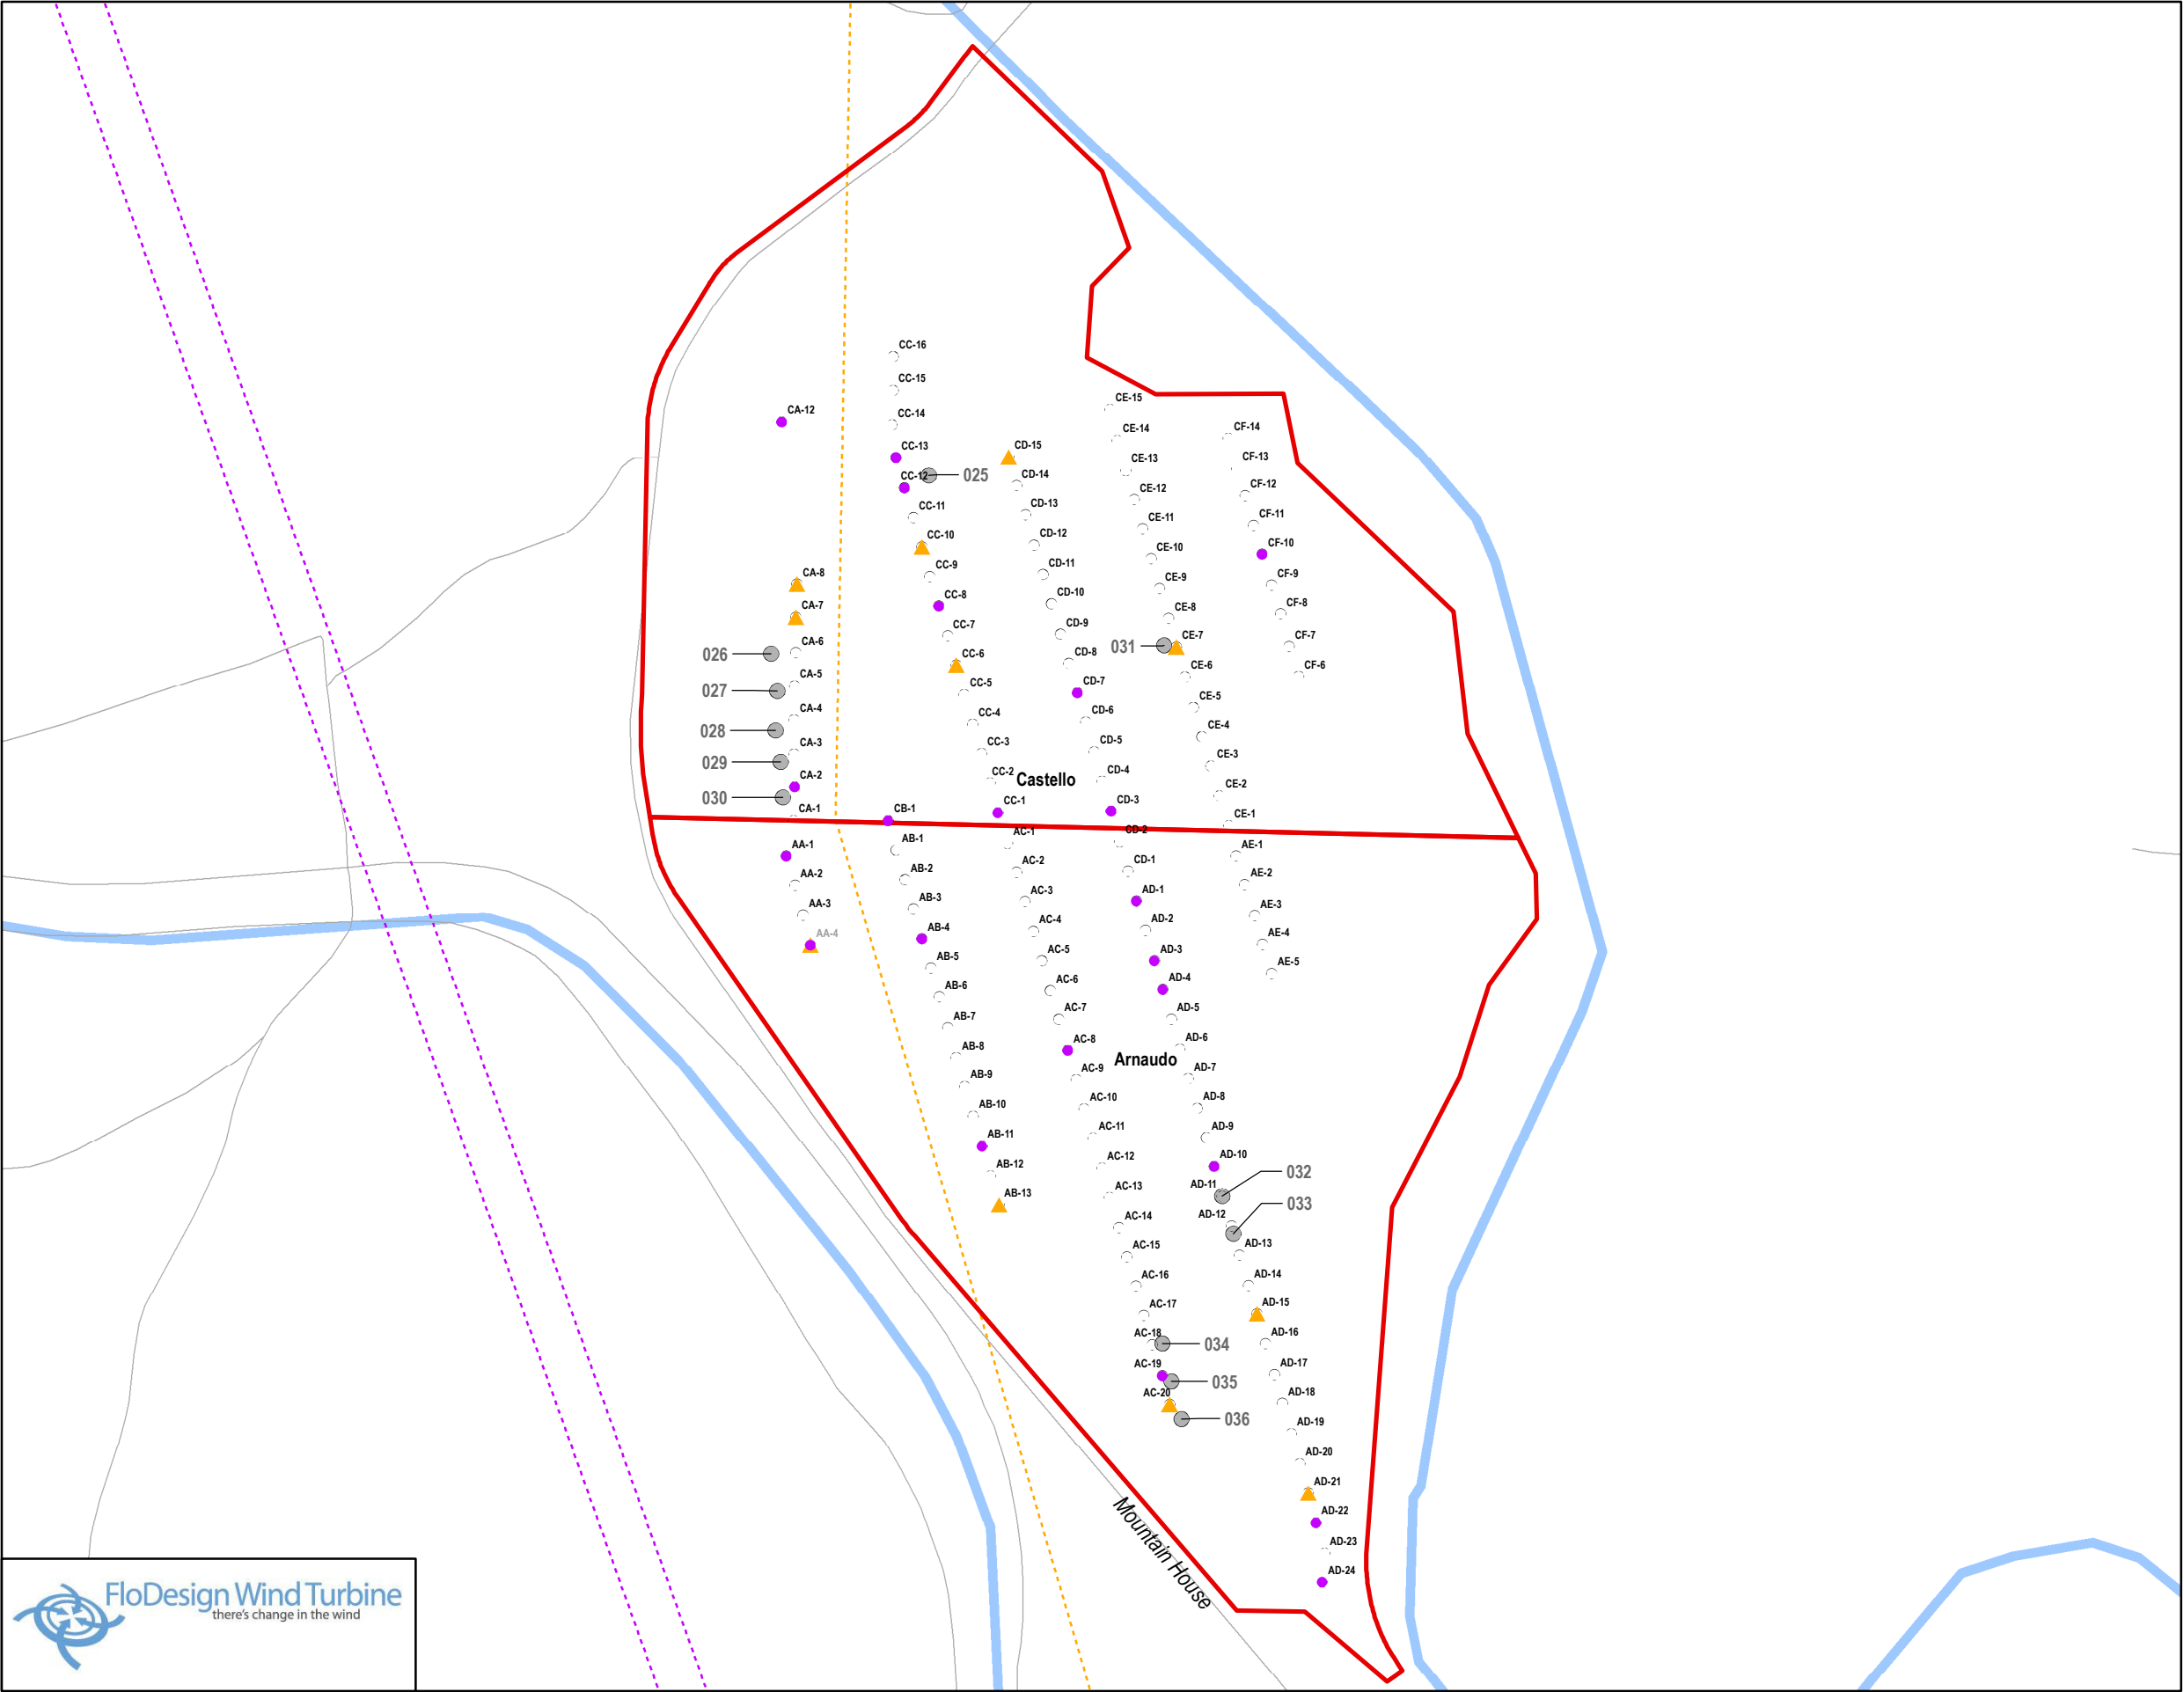 CC-16
CC-15
CA-12
CC-14
CE-15
CE-14
CF-14
CC-13
CD-15
CE-13
CF-13
CC-12
025
CD-14
CE-12
CF-12
CC-11
CD-13
CE-11
CF-11
CC-10
CD-12
CE-10
CF-10
CA-8
CC-9
CD-11
CE-9
CF-9
CA-7
CC-8
CD-10
CE-8
CF-8
CA-6
CC-7
CD-9
031
CE-7
CF-7
026
CA-5
CC-6
CD-8
CE-6
CF-6
027
CA-4
CC-5
CD-7
CE-5
028
CA-3
CC-4
CD-6
CE-4
029
CA-2
CC-3
CD-5
CE-3
030
CA-1
CC-2
Castello
CD-4
CE-2
CB-1
CC-1
CD-3
CE-1
AA-1
AB-1
AC-1
CD-2
AE-1
AA-2
AB-2
AC-2
CD-1
AE-2
AA-3
AB-3
AC-3
AD-1
AE-3
AA-4
AB-4
AC-4
AD-2
AE-4
AB-5
AC-5
AD-3
AE-5
AB-6
AC-6
AD-4
AB-7
AC-7
AD-5
AB-8
AC-8
AD-6
Arnaudo
AB-9
AC-9
AD-7
AB-10
AC-10
AD-8
AB-11
AC-11
AD-9
AB-12
AC-12
AD-10
032
AB-13
AC-13
AD-11
033
AC-14
AD-12
AC-15
AD-13
AC-16
AD-14
AC-17
AD-15
AC-18
034
AD-16
AC-19
035
AD-17
AC-20
036
AD-18
AD-19
AD-20
AD-21
AD-22
AD-23
AD-24
Mountain House
FloDesign Wind Turbine
there's change in the wind